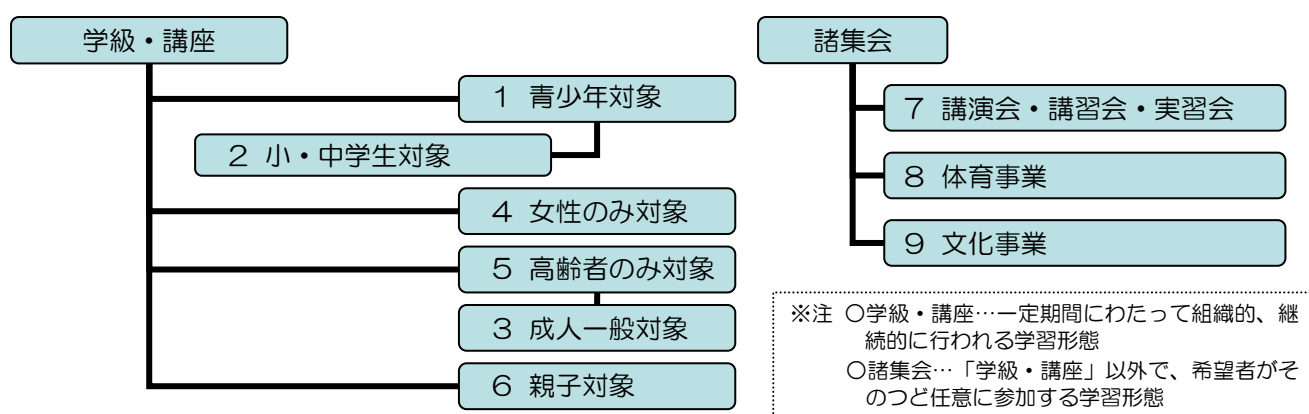 学級・講座
１ 青少年対象
２ 小・中学生対象
４ 女性のみ対象
５ 高齢者のみ対象
３ 成人一般対象
６ 親子対象
諸集会
７ 講演会・講習会・実習会
８ 体育事業
９ 文化事業
※注 〇学級・講座…一定期間にわたって組織的、継
続的に行われる学習形態
〇諸集会…「学級・講座」以外で、希望者がそ
のつど任意に参加する学習形態